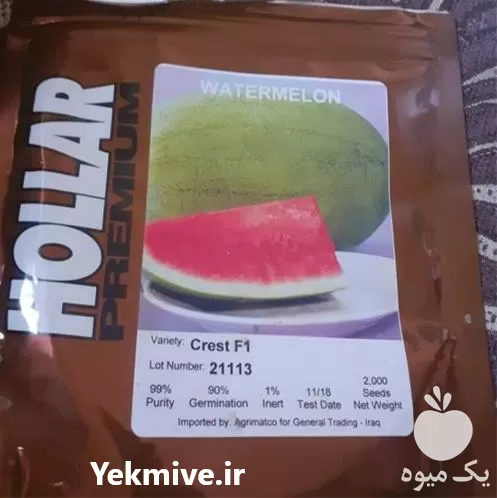 HOLLAR
PREMIUM
WATERMELON
Variety: Crest F1
Lot Number: 21113
99% Purity 90% Germination 1% Inert 11/18 Test Date 2,000 Seeds Net Weight
Imported by: Agrimatco for General Trading - Iraq
یک میوه
Yekmive.ir